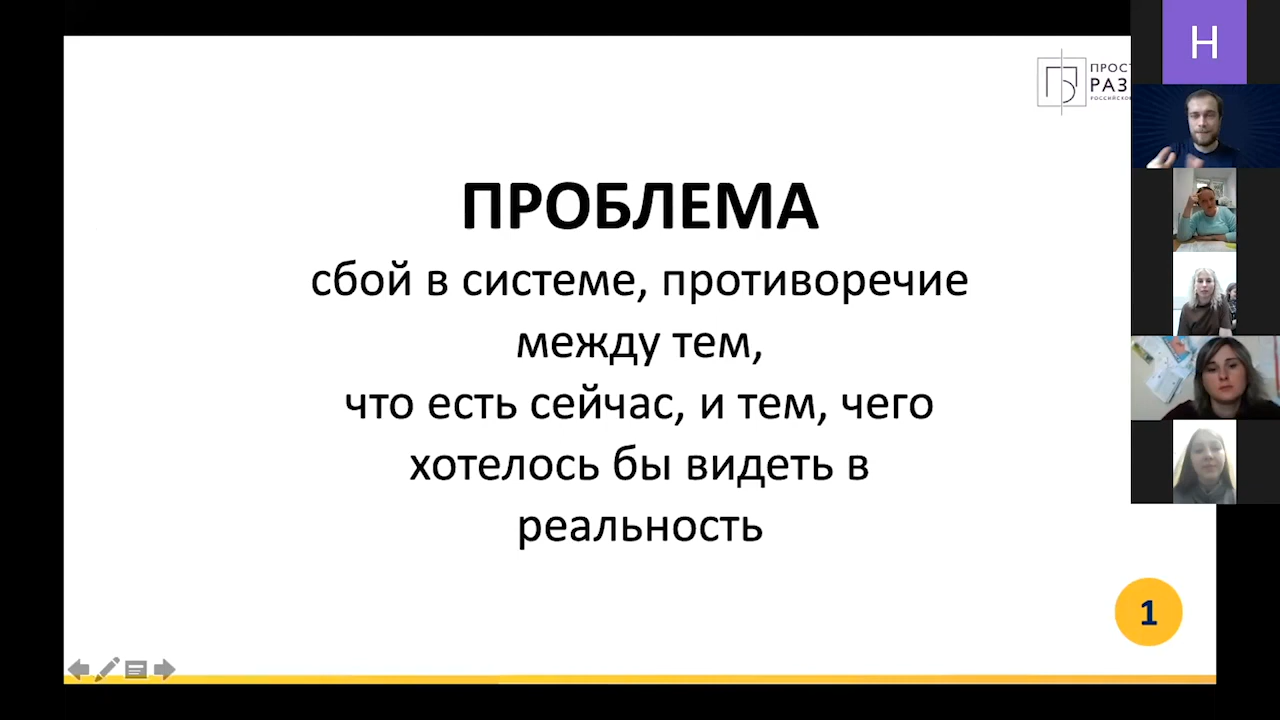 ПРОБЛЕМА
сбой в системе, противоречие
между тем,
что есть сейчас, и тем, чего
хотелось бы видеть в
реальность
1
Н